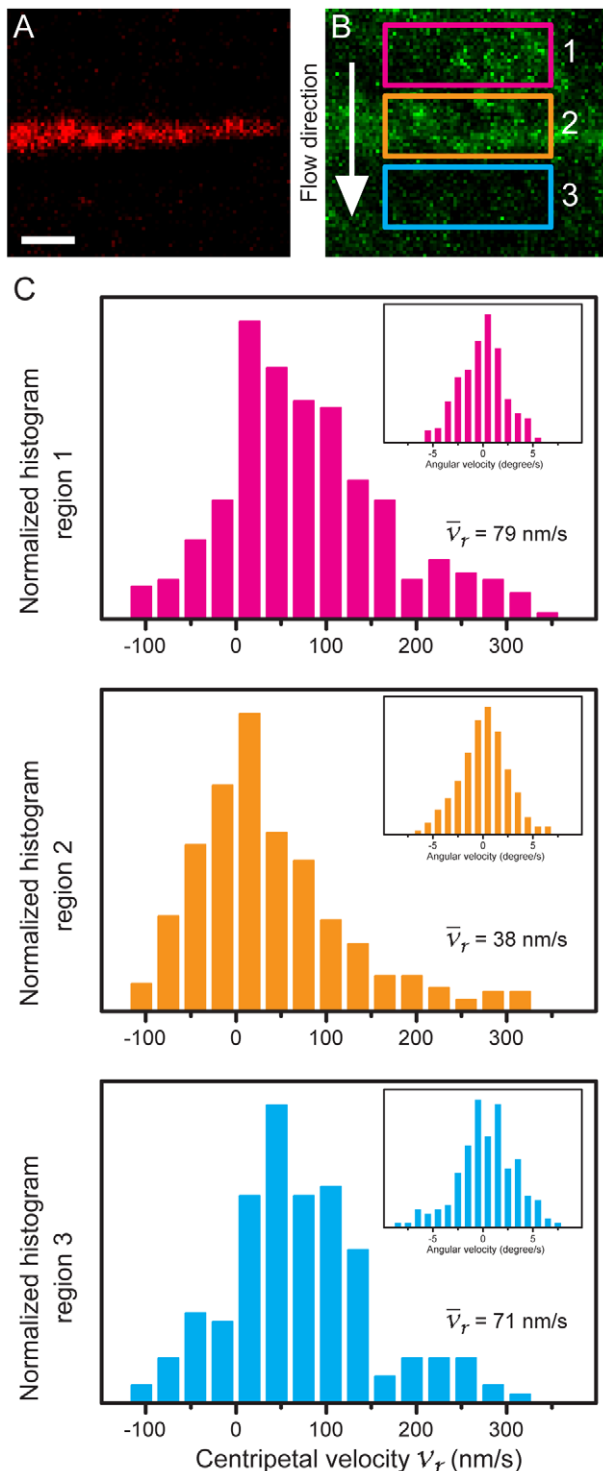 A
B
1
2
3
Flow direction
C
Normalized histogram
region 1
-5
0
5
Angular velocity (degree/s)
v̄r = 79 nm/s
-100
0
100
200
300
Normalized histogram
region 2
-5
0
5
Angular velocity (degree/s)
v̄r = 38 nm/s
-100
0
100
200
300
Normalized histogram
region 3
-5
0
5
Angular velocity (degree/s)
v̄r = 71 nm/s
-100
0
100
200
300
Centripetal velocity vr (nm/s)